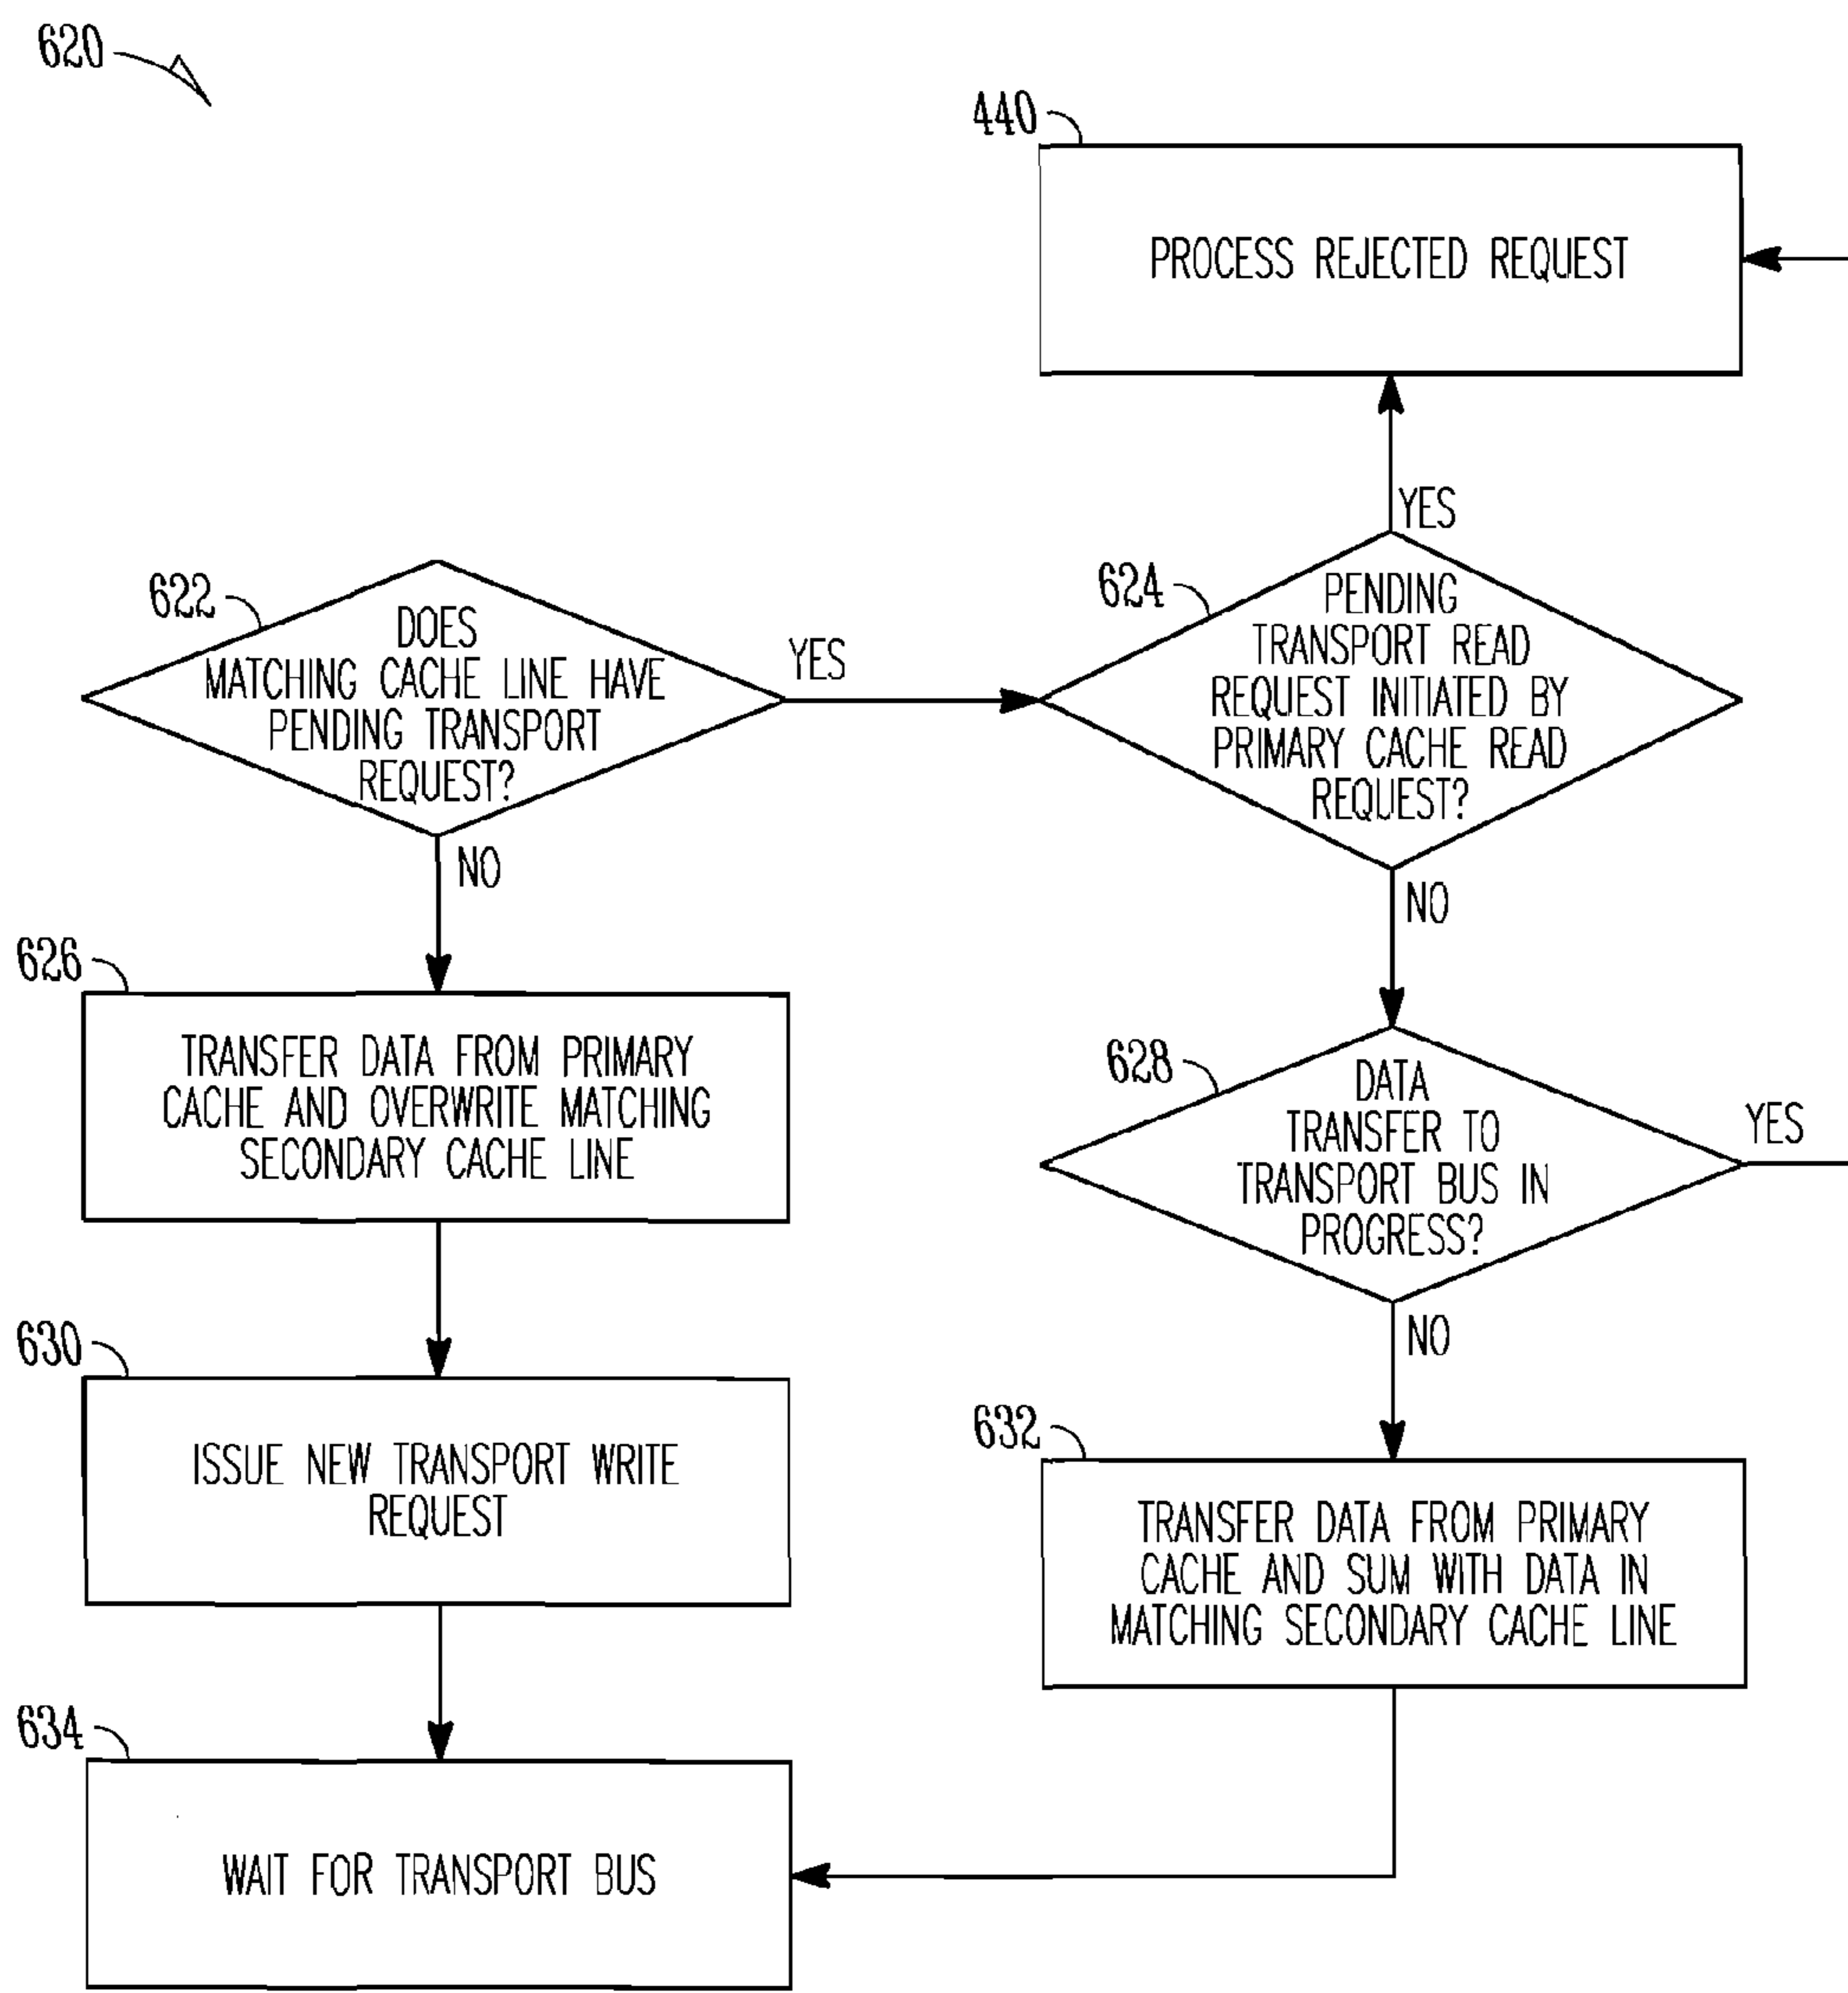 620
440
PROCESS REJECTED REQUEST
YES
622
DOES
MATCHING CACHE LINE HAVE
PENDING TRANSPORT
REQUEST?
YES
624
PENDING
TRANSPORT READ
REQUEST INITIATED BY
PRIMARY CACHE READ
REQUEST?
NO
NO
626
TRANSFER DATA FROM PRIMARY
CACHE AND OVERWRITE MATCHING
SECONDARY CACHE LINE
628
DATA
TRANSFER TO
TRANSPORT BUS IN
PROGRESS?
YES
NO
630
ISSUE NEW TRANSPORT WRITE
REQUEST
632
TRANSFER DATA FROM PRIMARY
CACHE AND SUM WITH DATA IN
MATCHING SECONDARY CACHE LINE
634
WAIT FOR TRANSPORT BUS